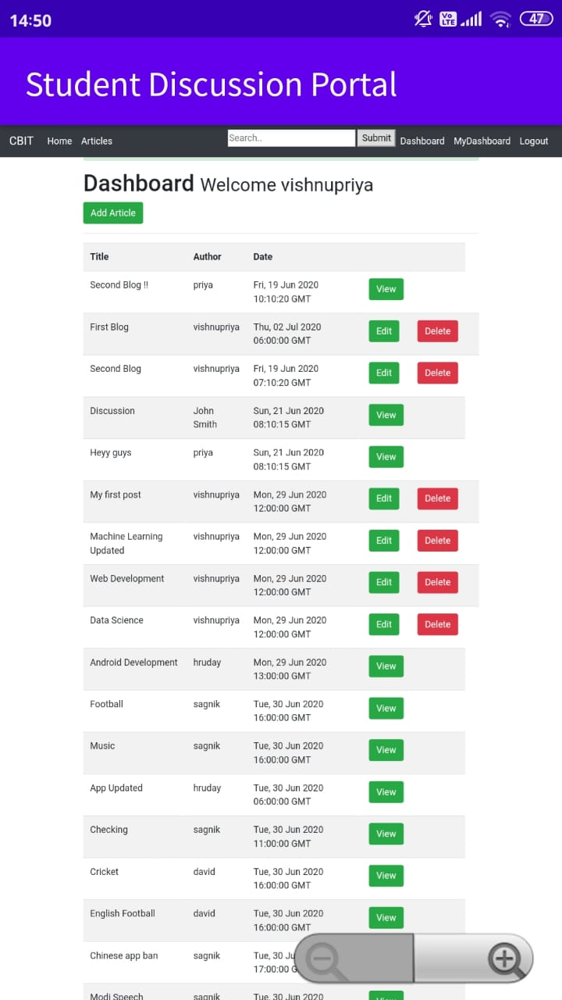 14:50 Vo LTE 47
Student Discussion Portal
CBIT Home Articles Search.. Submit Dashboard MyDashboard Logout
Dashboard Welcome vishnupriya
Add Article
Title Author Date
Second Blog !! priya Fri, 19 Jun 2020 View
10:10:20 GMT
First Blog vishnupriya Thu, 02 Jul 2020 Edit Delete
06:00:00 GMT
Second Blog vishnupriya Fri, 19 Jun 2020 Edit Delete
07:10:20 GMT
Discussion John Sun, 21 Jun 2020 View
Smith 08:10:15 GMT
Heyy guys priya Sun, 21 Jun 2020 View
08:10:15 GMT
My first post vishnupriya Mon, 29 Jun 2020 Edit Delete
12:00:00 GMT
Machine Learning vishnupriya Mon, 29 Jun 2020 Edit Delete
Updated 12:00:00 GMT
Web Development vishnupriya Mon, 29 Jun 2020 Edit Delete
12:00:00 GMT
Data Science vishnupriya Mon, 29 Jun 2020 Edit Delete
12:00:00 GMT
Android Development hruday Mon, 29 Jun 2020 View
13:00:00 GMT
Football sagnik Tue, 30 Jun 2020 View
16:00:00 GMT
Music sagnik Tue, 30 Jun 2020 View
16:00:00 GMT
App Updated hruday Tue, 30 Jun 2020 View
06:00:00 GMT
Checking sagnik Tue, 30 Jun 2020 View
11:00:00 GMT
Cricket david Tue, 30 Jun 2020 View
16:00:00 GMT
English Football david Tue, 30 Jun 2020 View
16:00:00 GMT
Chinese app ban sagnik Tue, 30
17:00:00
Modi Speech sagnik Tue, 30 Jun 2020